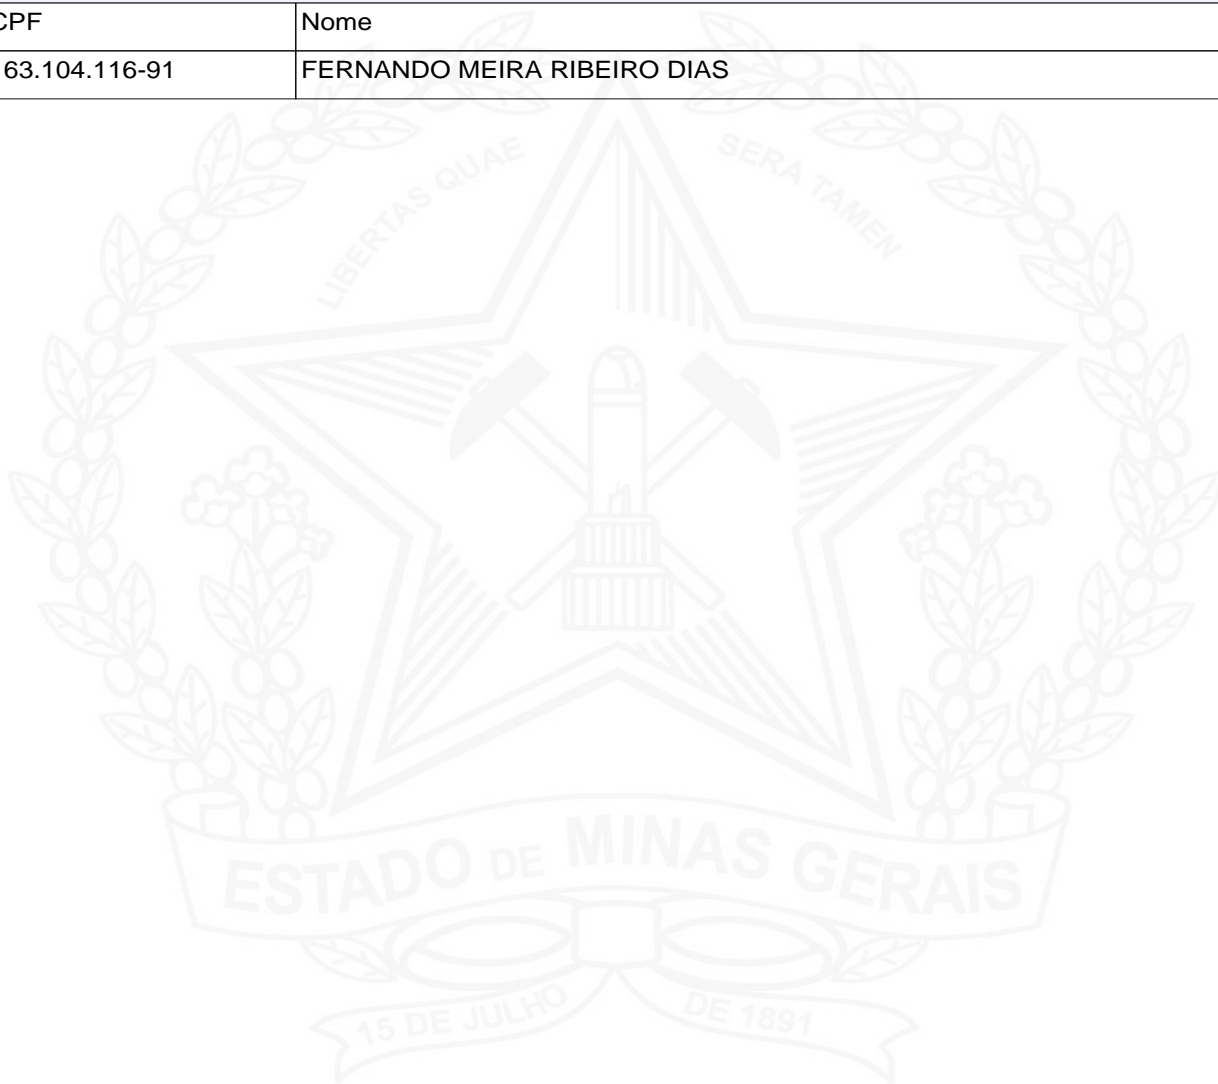 CPF Nome
63.104.116-91 FERNANDO MEIRA RIBEIRO DIAS
LIBERTAS QUAE SERA TAMEN
ESTADO DE MINAS GERAIS
15 DE JULHO DE 1891